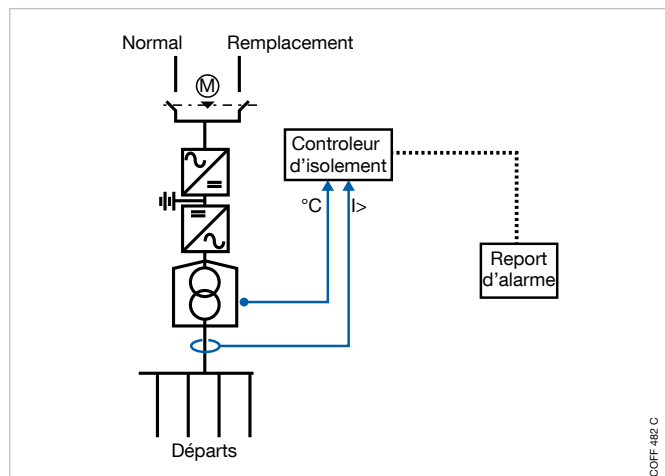 Normal Remplacement
M
Controleur
d'isolement
°C I>
Report
d'alarme
Départs
COFF 482 C